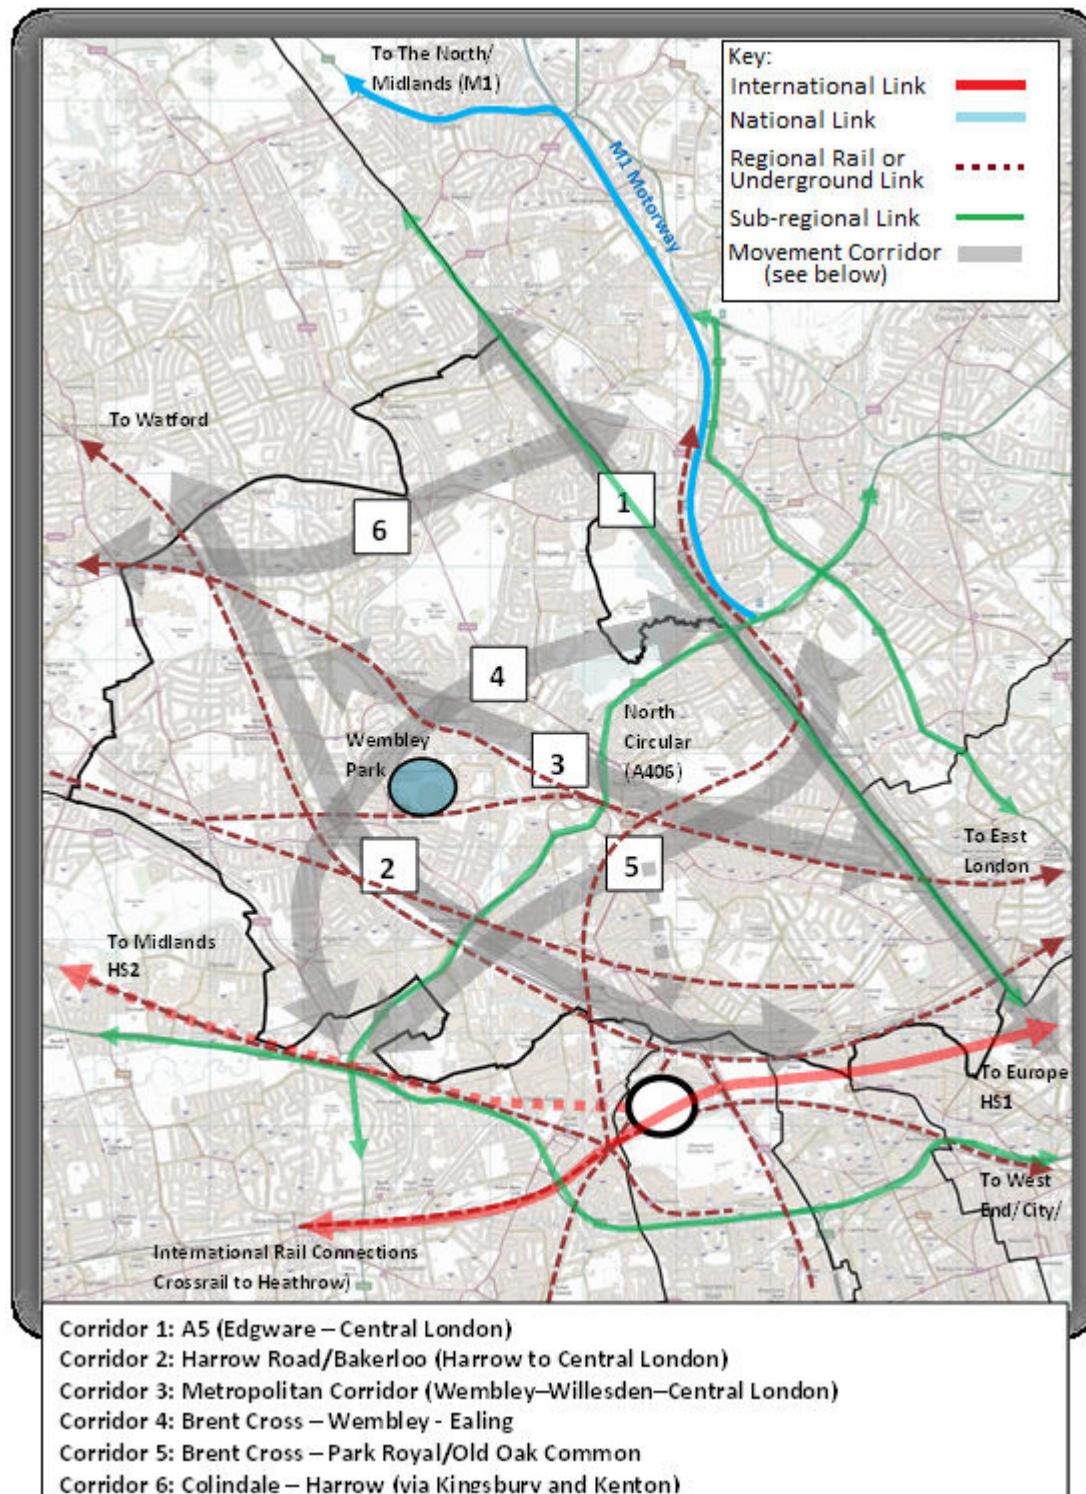 To The North/
Midlands (M1)
Key:
International Link
National Link
Regional Rail or
Underground Link
Sub-regional Link
Movement Corridor
(see below)
M1 Motorway
To Watford
1
6
4
North
Circular
(A406)
Wembley
Park
3
2
5
To East
London
To Midlands
HS2
To Europe
HS1
To West
End/City/
International Rail Connections
Crossrail to Heathrow)
Corridor 1: A5 (Edgware – Central London)
Corridor 2: Harrow Road/Bakerloo (Harrow to Central London)
Corridor 3: Metropolitan Corridor (Wembley–Willesden–Central London)
Corridor 4: Brent Cross – Wembley - Ealing
Corridor 5: Brent Cross – Park Royal/Old Oak Common
Corridor 6: Colindale – Harrow (via Kingsbury and Kenton)